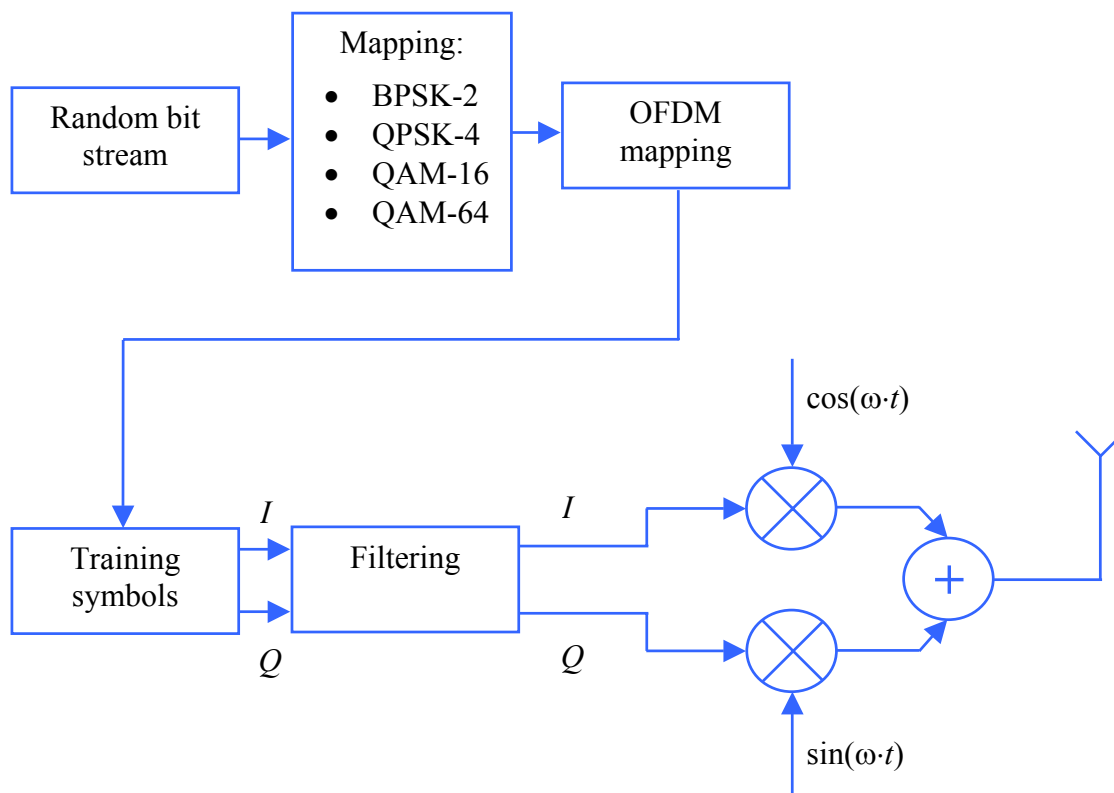 Mapping:
• BPSK-2
• QPSK-4
• QAM-16
• QAM-64
Random bit
stream
OFDM
mapping
cos(ω·t)
Training
symbols
I
Q
Filtering
I
Q
+
sin(ω·t)